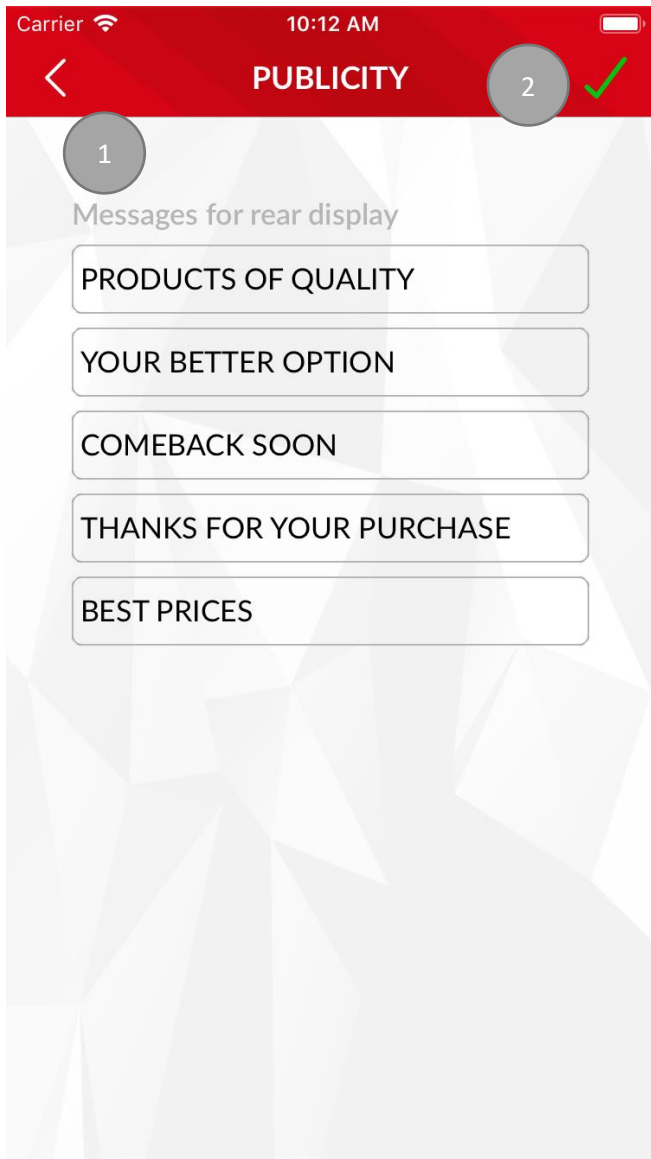 Carrier 10:12 AM
PUBLICITY 2
1
Messages for rear display
PRODUCTS OF QUALITY
YOUR BETTER OPTION
COMEBACK SOON
THANKS FOR YOUR PURCHASE
BEST PRICES